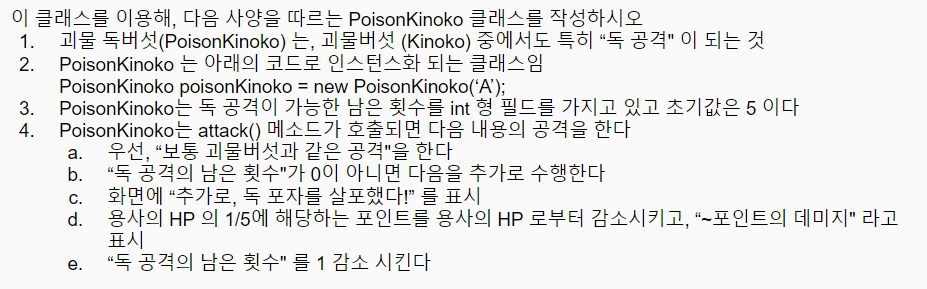 이 클래스를 이용해, 다음 사양을 따르는 PoisonKinoko 클래스를 작성하시오
1. 괴물 독버섯(PoisonKinoko) 는, 괴물버섯 (Kinoko) 중에서도 특히 “독 공격" 이 되는 것
2. PoisonKinoko 는 아래의 코드로 인스턴스화 되는 클래스임
PoisonKinoko poisonKinoko = new PoisonKinoko(‘A’);
3. PoisonKinoko는 독 공격이 가능한 남은 횟수를 int 형 필드를 가지고 있고 초기값은 5 이다
4. PoisonKinoko는 attack() 메소드가 호출되면 다음 내용의 공격을 한다
a. 우선, “보통 괴물버섯과 같은 공격"을 한다
b. “독 공격의 남은 횟수"가 0이 아니면 다음을 추가로 수행한다
c. 화면에 “추가로, 독 포자를 살포했다!” 를 표시
d. 용사의 HP 의 1/5에 해당하는 포인트를 용사의 HP 로부터 감소시키고, “~포인트의 데미지" 라고
표시
e. “독 공격의 남은 횟수" 를 1 감소 시킨다